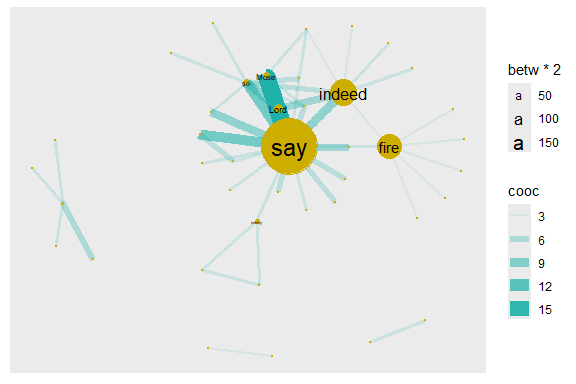 Mose
so
indeed
Lord
say
fire
betw * 2
a 50
a 100
a 150
cooc
3
6
9
12
15